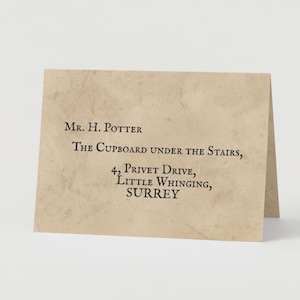 Mr. H. Potter
The Cupboard under the Stairs,
4, Privet Drive,
Little Whinging,
SURREY